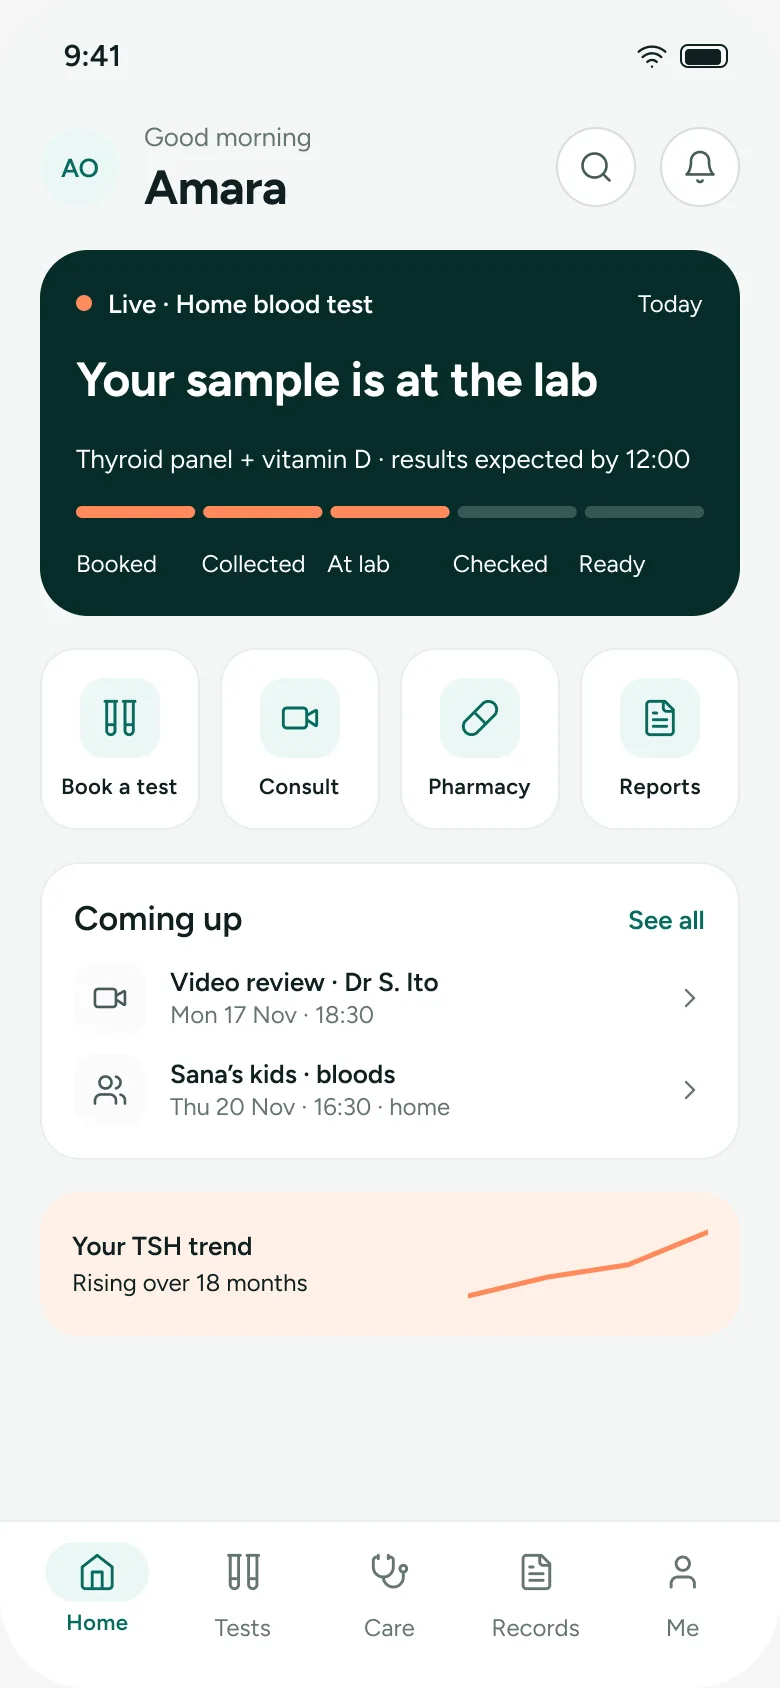 9:41
AO
Good morning
Amara
Live · Home blood test
Today
Your sample is at the lab
Thyroid panel + vitamin D · results expected by 12:00
Booked Collected At lab Checked Ready
Book a test Consult Pharmacy Reports
Coming up
See all
Video review · Dr S. Ito
Mon 17 Nov · 18:30
Sana’s kids · bloods
Thu 20 Nov · 16:30 · home
Your TSH trend
Rising over 18 months
Home Tests Care Records Me